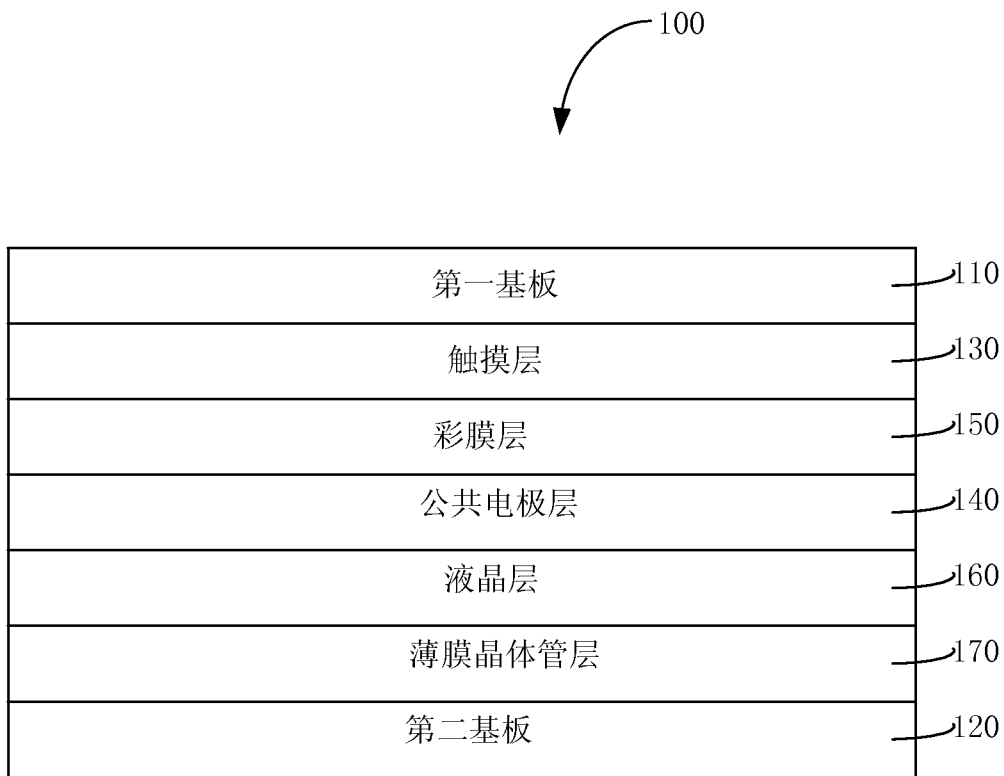 100
第一基板 110
触摸层 130
彩膜层 150
公共电极层 140
液晶层 160
薄膜晶体管层 170
第二基板 120